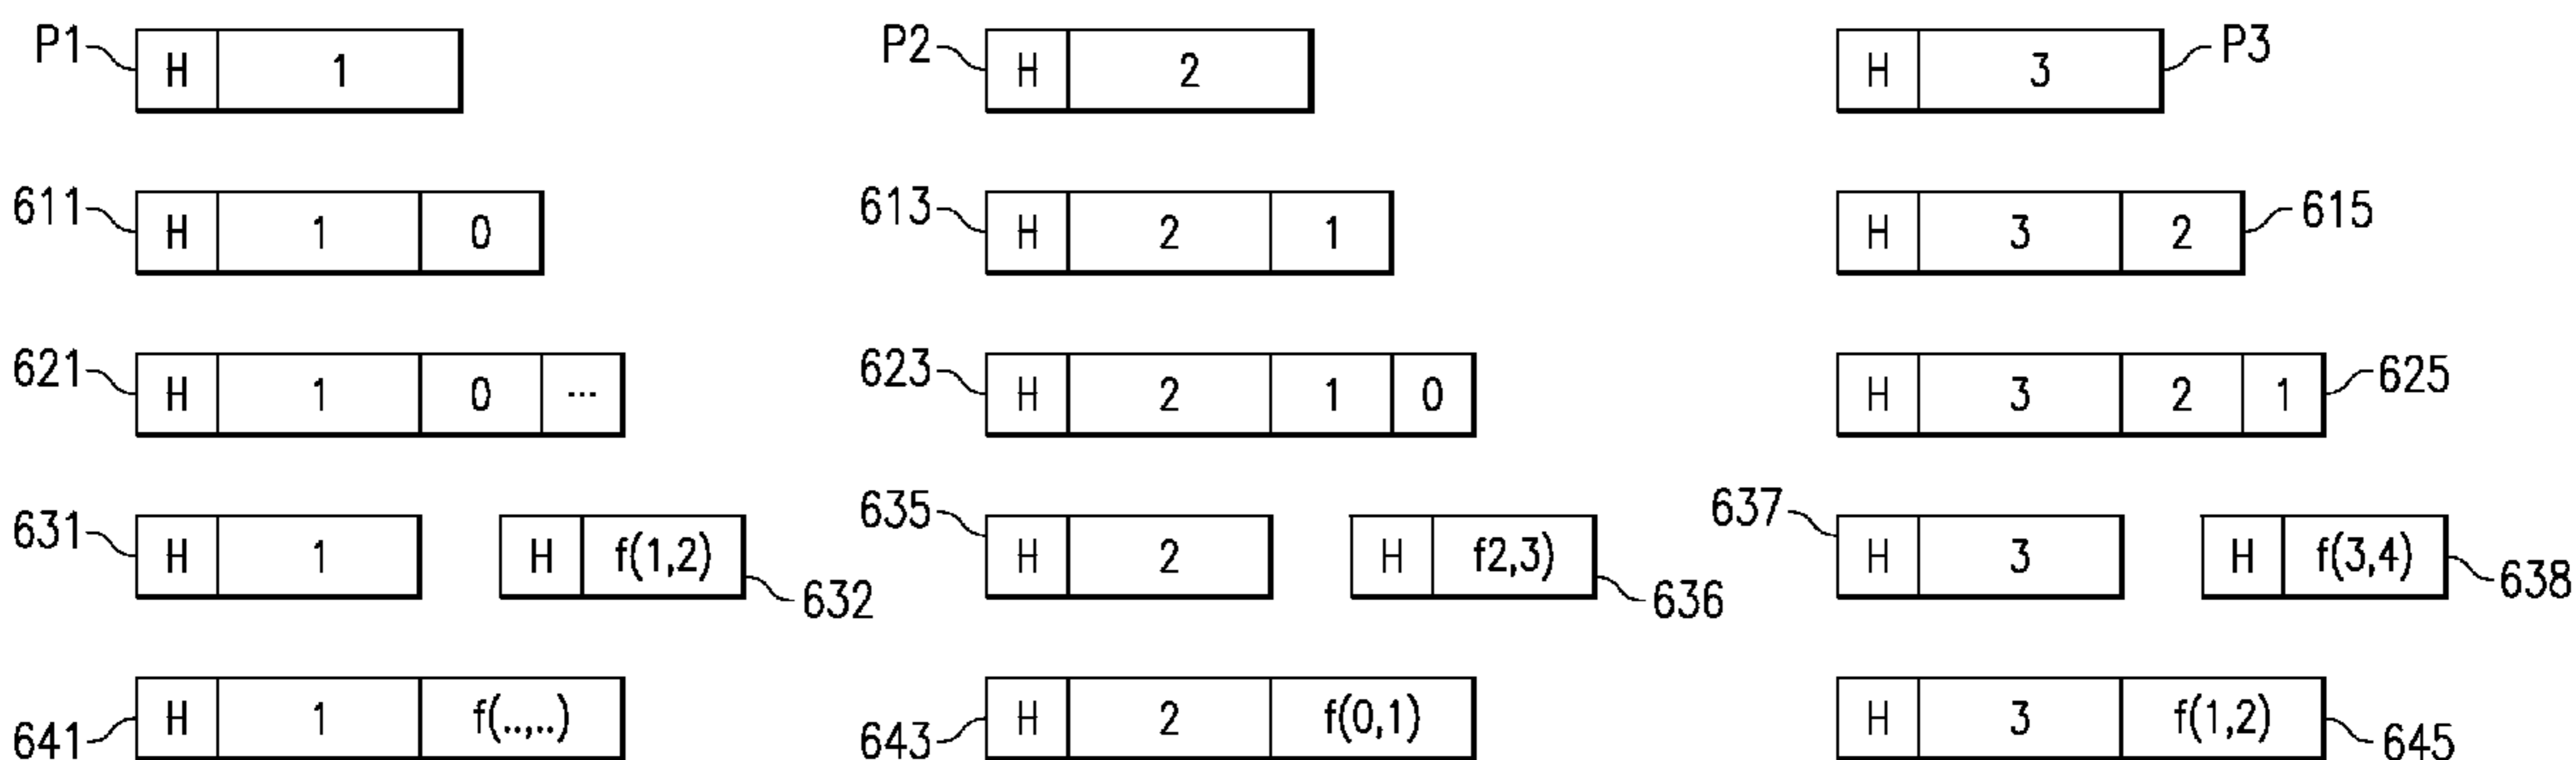 P1 H 1 P2 H 2 H 3 P3
611 H 1 0 613 H 2 1 H 3 2 615
621 H 1 0 ... 623 H 2 1 0 H 3 2 1 625
631 H 1 H f(1,2) 632 635 H 2 H f2,3) 636 637 H 3 H f(3,4) 638
641 H 1 f(..,..) 643 H 2 f(0,1) H 3 f(1,2) 645